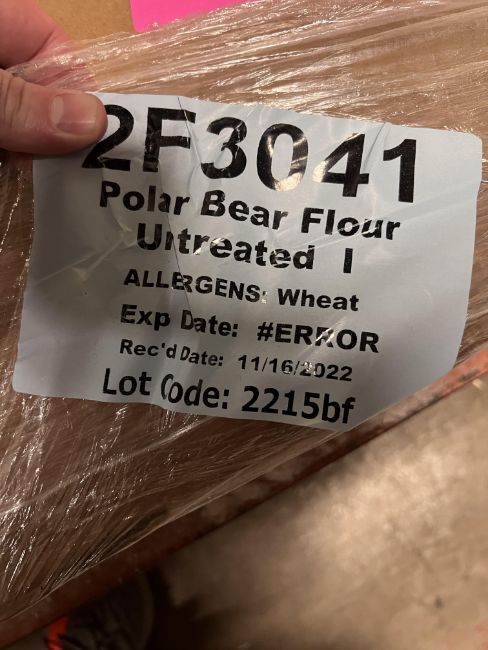 2F3041
Polar Bear Flour
Untreated I
ALLERGENS: Wheat
Exp Date: #ERROR
Rec'd Date: 11/16/2022
Lot Code: 2215bf